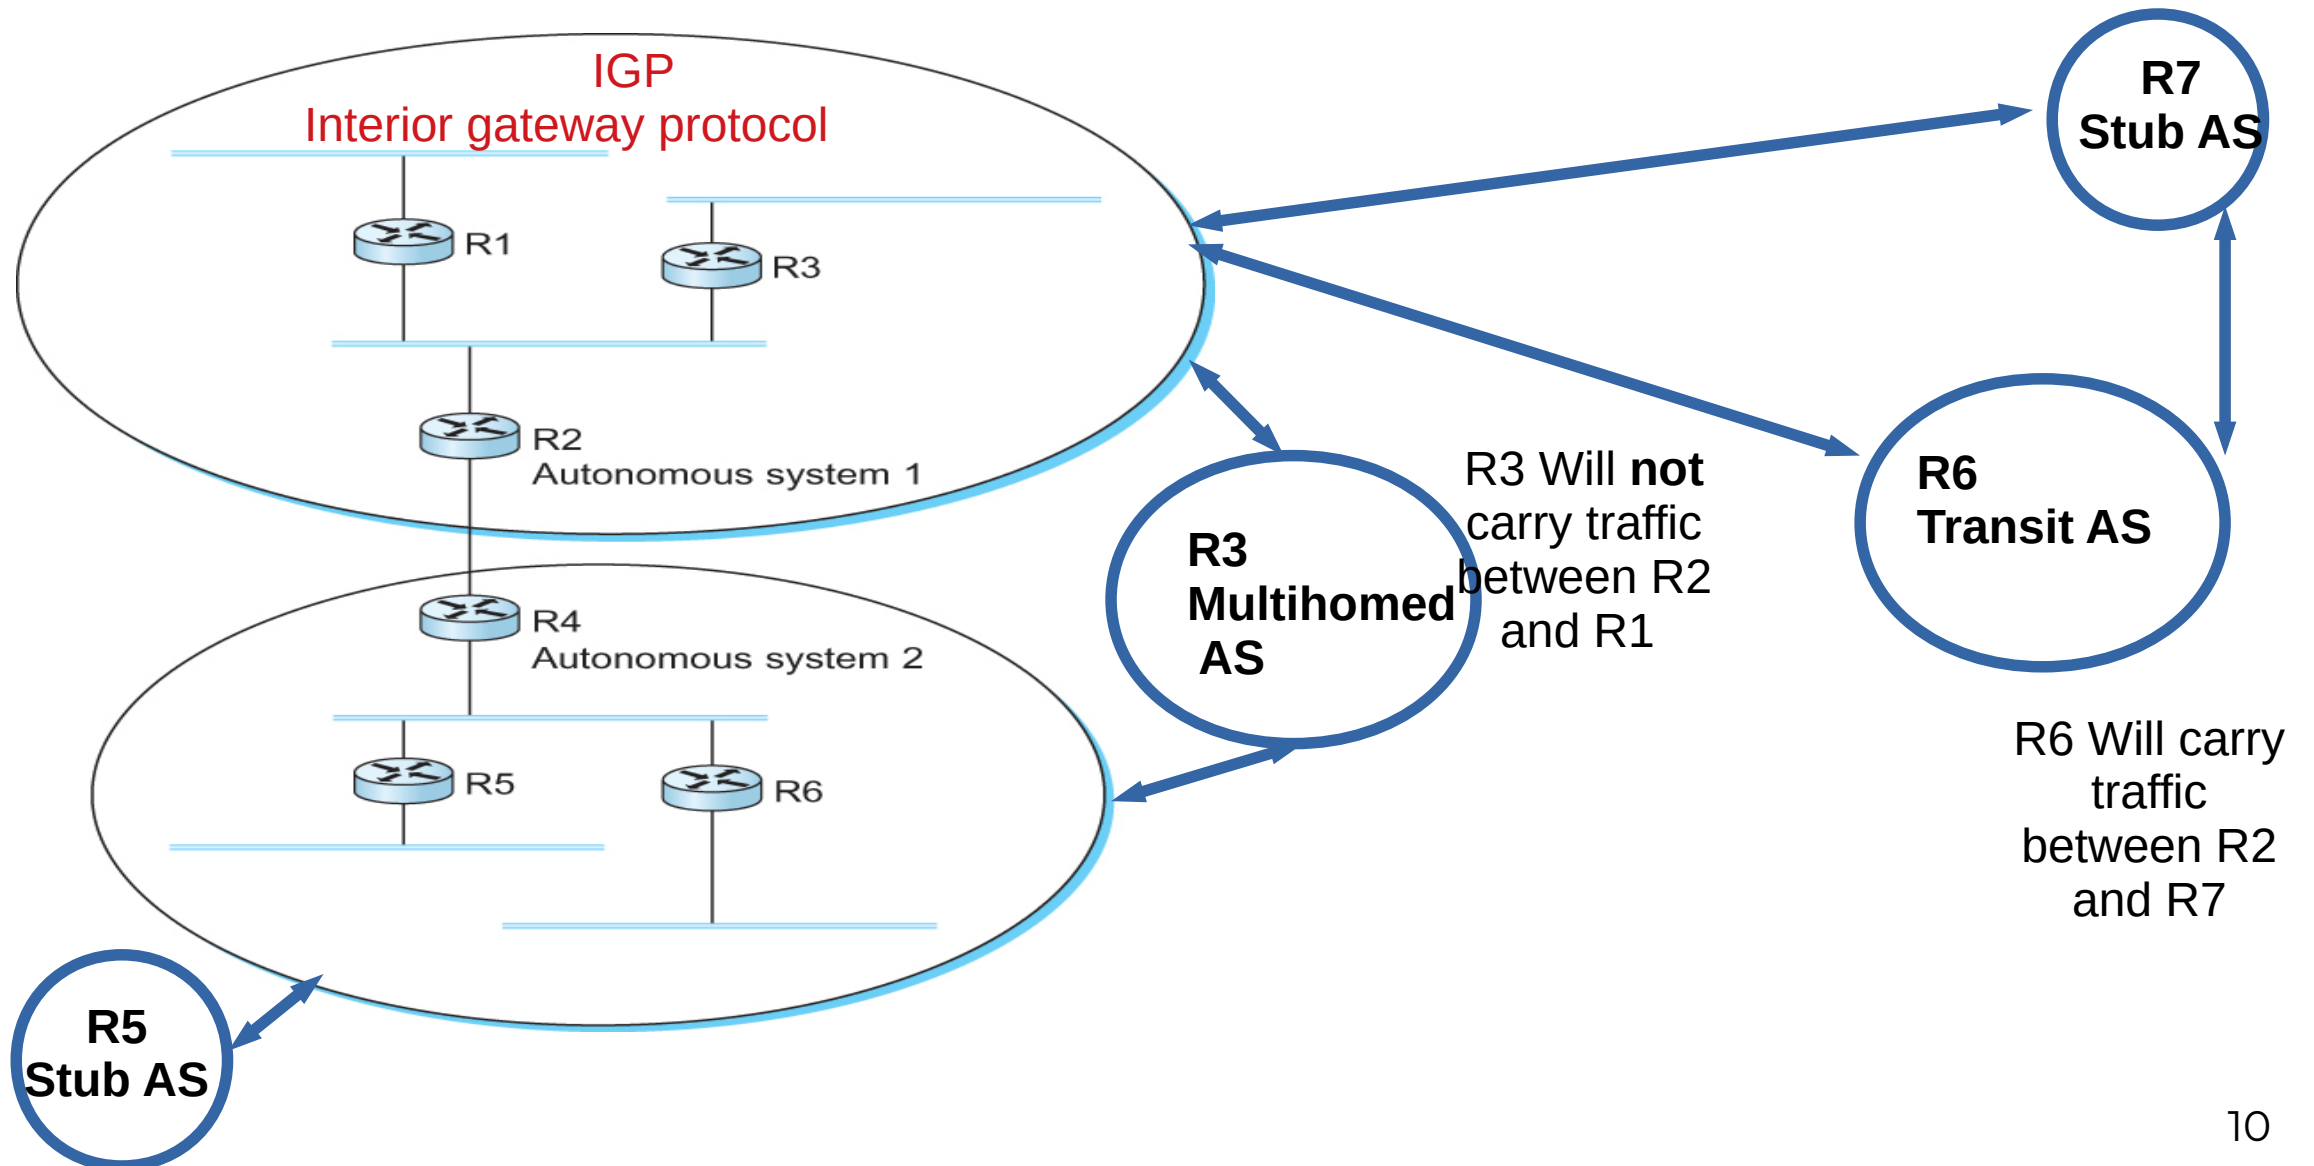 IGP
Interior gateway protocol
R1
R3
R2
Autonomous system 1
R4
Autonomous system 2
R5
R6
R5
Stub AS
R3
Multihomed
AS
R3 Will not
carry traffic
between R2
and R1
R7
Stub AS
R6
Transit AS
R6 Will carry
traffic
between R2
and R7
10